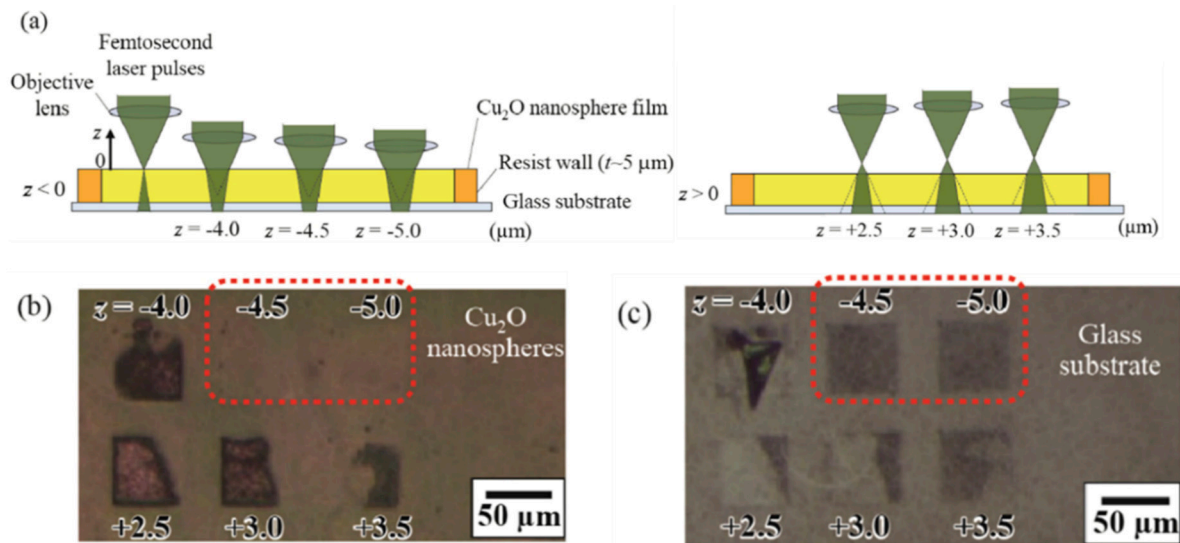 (a)
Femtosecond
laser pulses
Objective
lens
z
0
z < 0
Cu₂O nanosphere film
Resist wall (t~5 μm)
Glass substrate
z = -4.0 z = -4.5 z = -5.0 (μm)
z > 0
z = +2.5 z = +3.0 z = +3.5 (μm)
(b)
z = -4.0 -4.5 -5.0
Cu₂O
nanospheres
+2.5 +3.0 +3.5
50 μm
(c)
z = -4.0 -4.5 -5.0
Glass
substrate
+2.5 +3.0 +3.5
50 μm